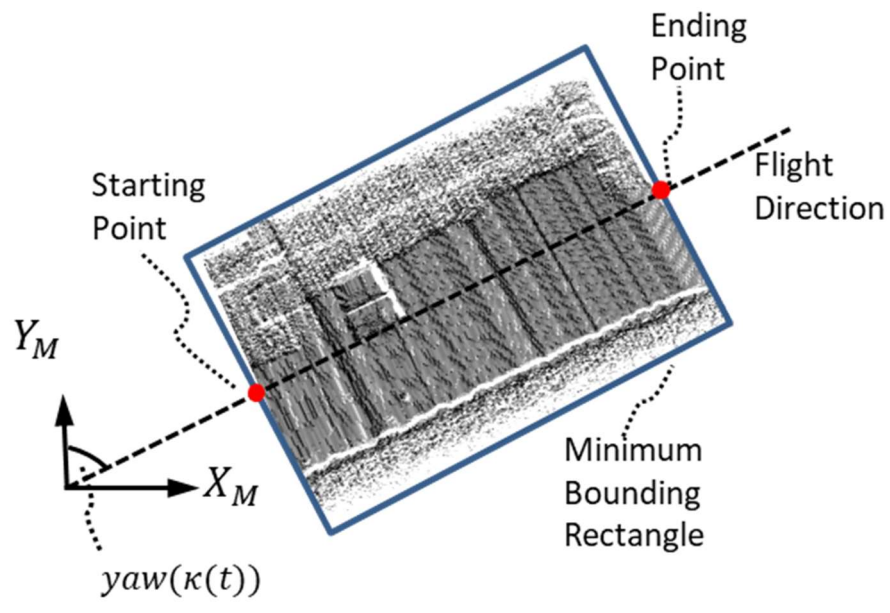 Ending
Point
Flight
Direction
Starting
Point
Y_M
X_M
Minimum
Bounding
Rectangle
yaw(κ(t))